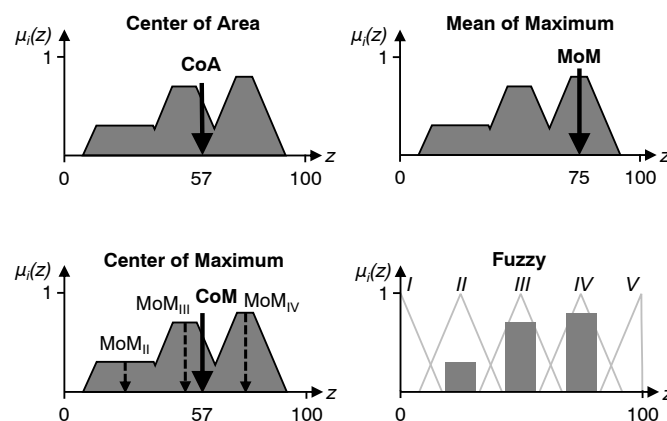 Center of Area
μi(z)
1
CoA
z
0 57 100
Mean of Maximum
μi(z)
1
MoM
z
0 75 100
Center of Maximum
μi(z)
1
MoMII
MoMIII
CoM
MoMIV
z
0 57 100
Fuzzy
μi(z)
1
I II III IV V
z
0 100